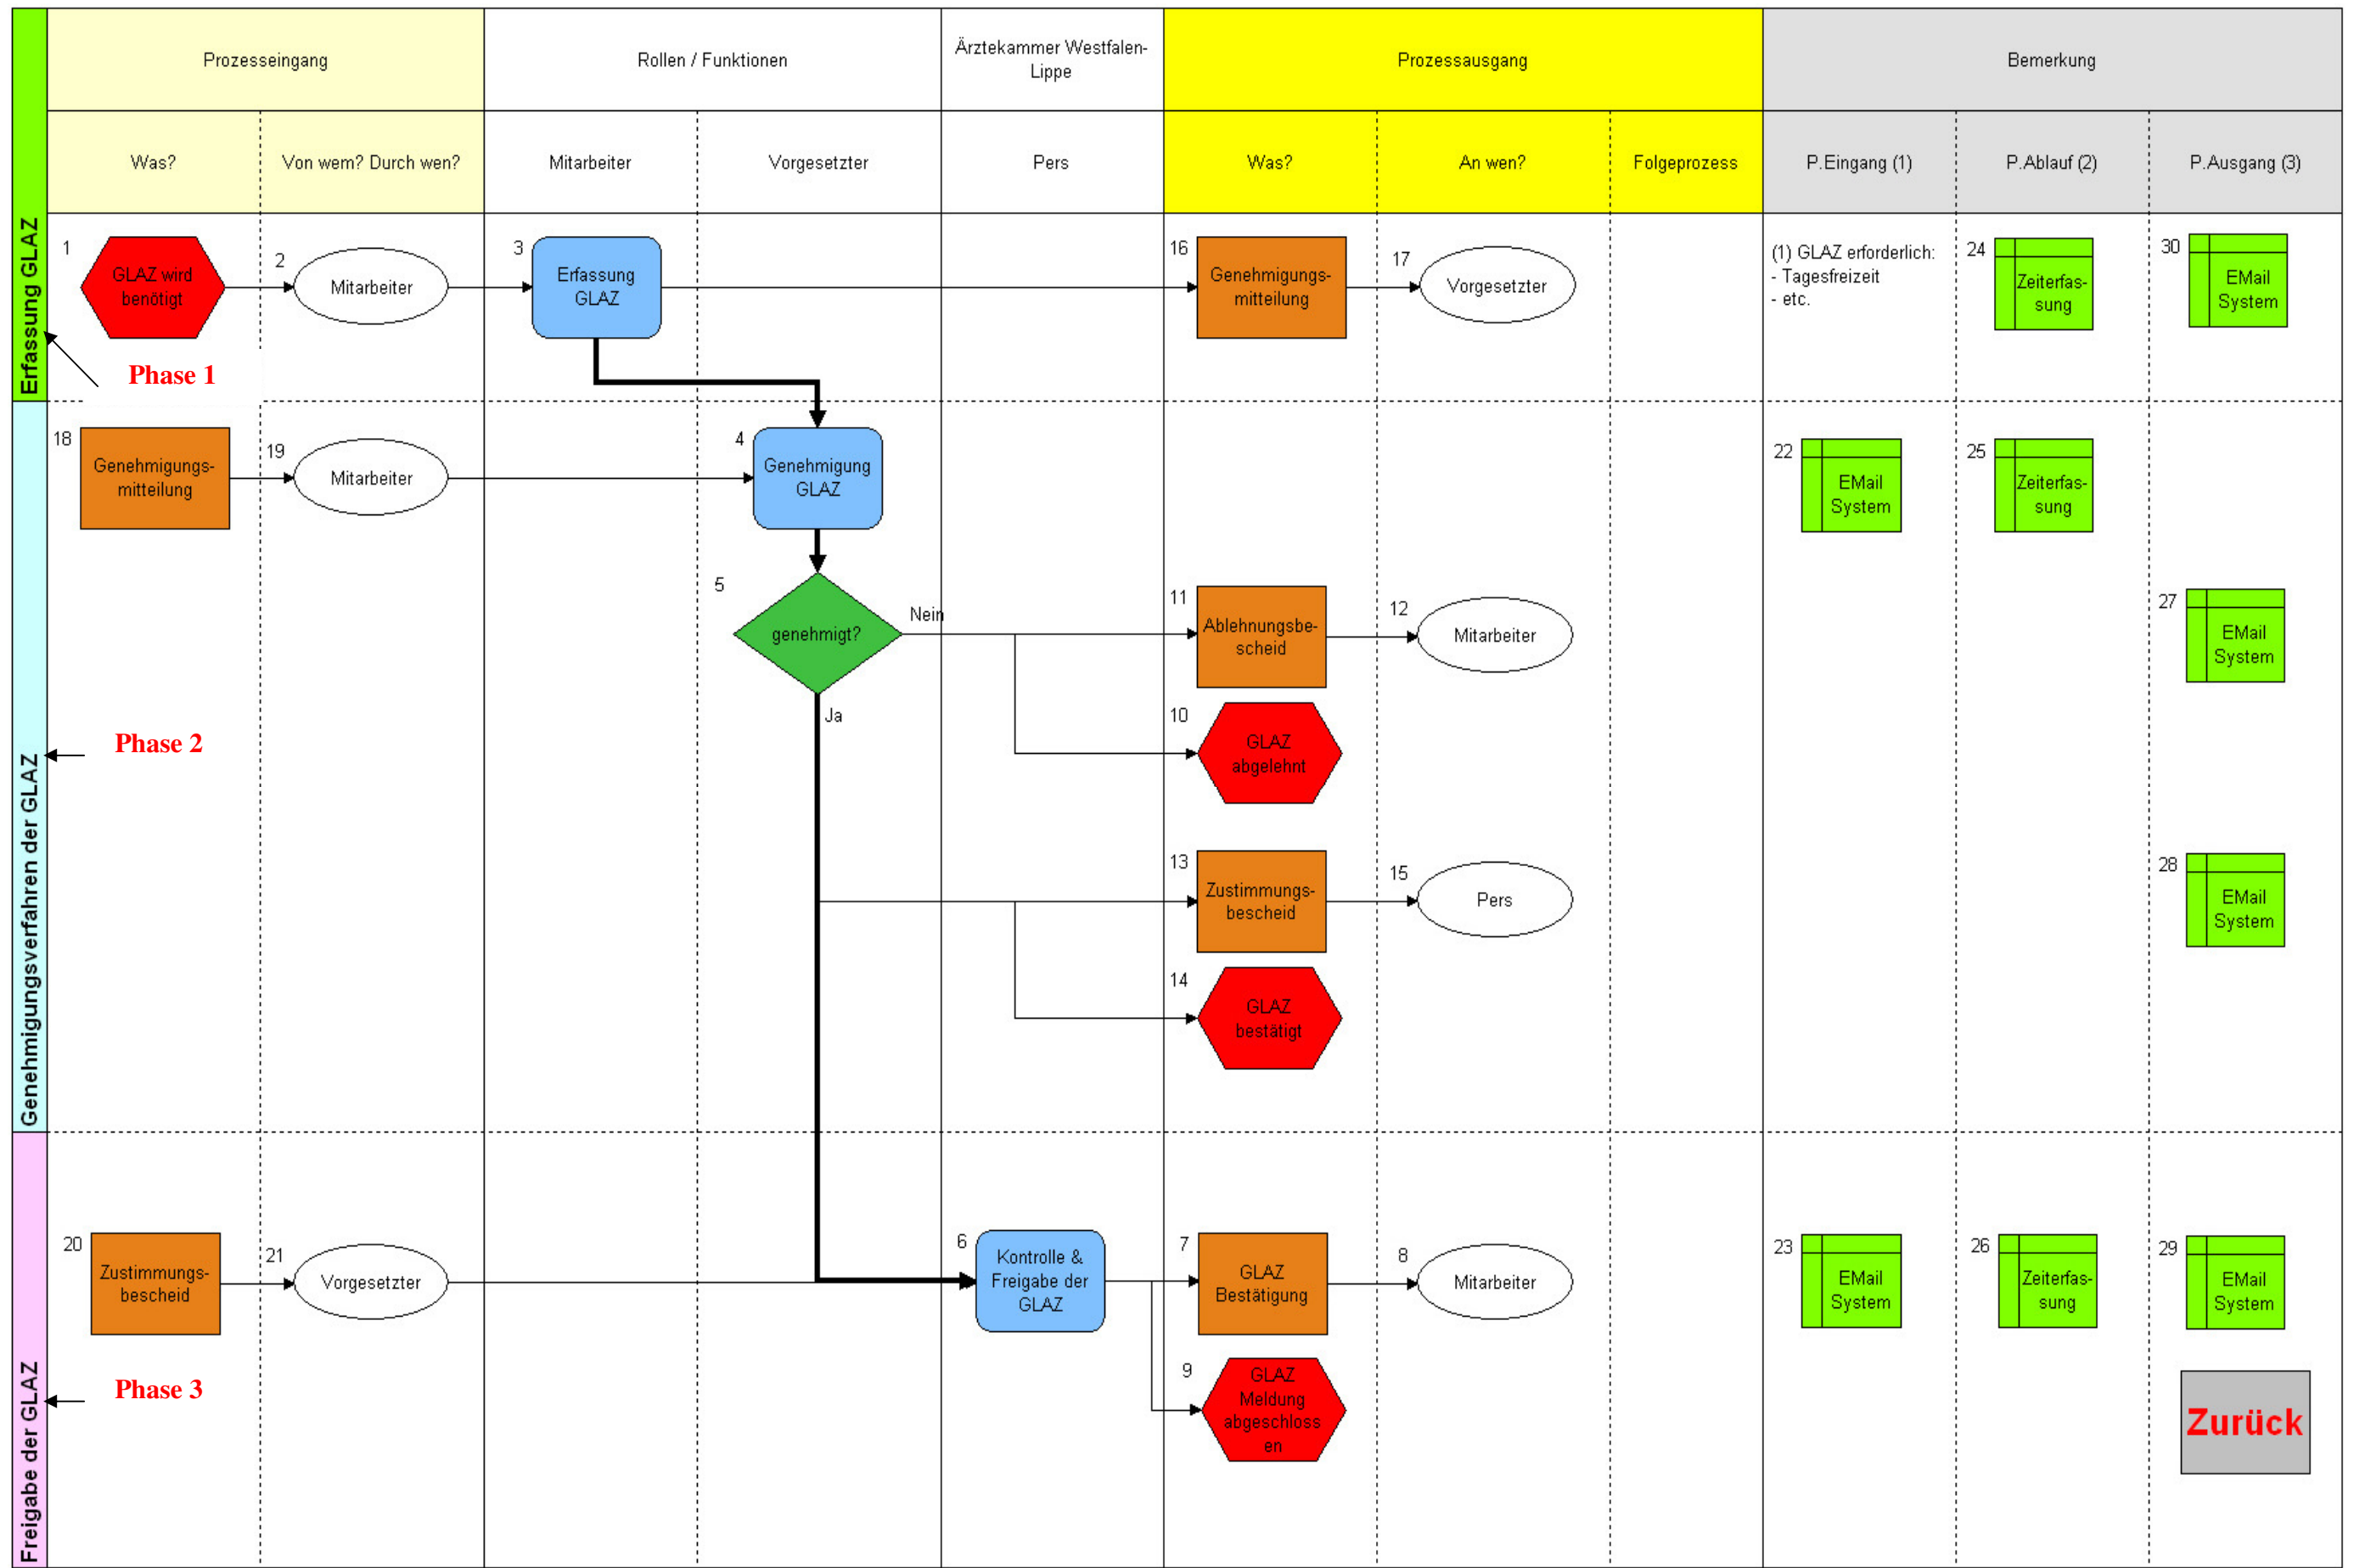 Prozesseingang
Rollen / Funktionen
Ärztekammer Westfalen-
Lippe
Prozessausgang
Bemerkung
Was?
Von wem? Durch wen?
Mitarbeiter
Vorgesetzter
Pers
Was?
An wen?
Folgeprozess
P.Eingang (1)
P.Ablauf (2)
P.Ausgang (3)
Erfassung GLAZ
1
GLAZ wird
benötigt
2
Mitarbeiter
3
Erfassung
GLAZ
16
Genehmigungs-
mitteilung
17
Vorgesetzter
(1) GLAZ erforderlich:
- Tagesfreizeit
- etc.
24
Zeiterfas-
sung
30
EMail
System
Phase 1
Genehmigungsverfahren der GLAZ
18
Genehmigungs-
mitteilung
19
Mitarbeiter
4
Genehmigung
GLAZ
22
EMail
System
25
Zeiterfas-
sung
5
genehmigt?
Nein
Ja
11
Ablehnungsbe-
scheid
12
Mitarbeiter
27
EMail
System
Phase 2
10
GLAZ
abgelehnt
13
Zustimmungs-
bescheid
15
Pers
28
EMail
System
14
GLAZ
bestätigt
Freigabe der GLAZ
20
Zustimmungs-
bescheid
21
Vorgesetzter
6
Kontrolle &
Freigabe der
GLAZ
7
GLAZ
Bestätigung
8
Mitarbeiter
23
EMail
System
26
Zeiterfas-
sung
29
EMail
System
Phase 3
9
GLAZ
Meldung
abgeschloss
en
Zurück